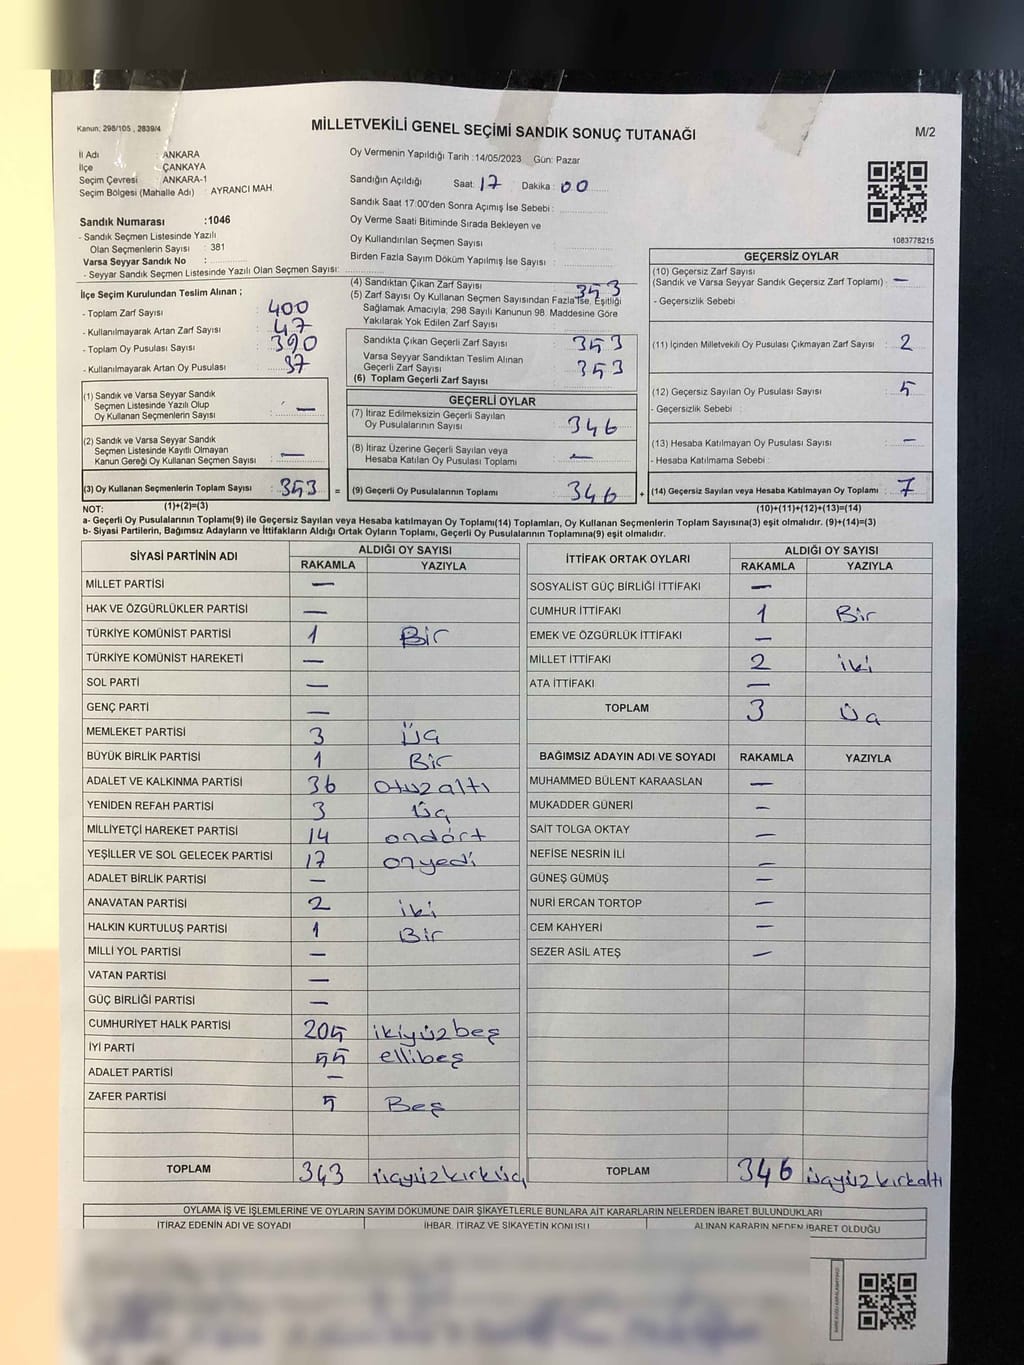 Kanun; 298/105 , 2839/4
MİLLETVEKİLİ GENEL SEÇİMİ SANDIK SONUÇ TUTANAĞI
M/2
İl Adı : ANKARA
İlçe : ÇANKAYA
Seçim Çevresi : ANKARA-1
Seçim Bölgesi (Mahalle Adı) : AYRANCI MAH.
Sandık Numarası :1046
- Sandık Seçmen Listesinde Yazılı
Olan Seçmenlerin Sayısı : 381
Varsa Seyyar Sandık No :
- Seyyar Sandık Seçmen Listesinde Yazılı Olan Seçmen Sayısı:
Oy Vermenin Yapıldığı Tarih : 14/05/2023 Gün: Pazar
Sandığın Açıldığı Saat: 17 Dakika : 00
Sandık Saat 17:00'den Sonra Açımış İse Sebebi :
Oy Verme Saati Bitiminde Sırada Bekleyen ve
Oy Kullandırılan Seçmen Sayısı :
Birden Fazla Sayım Döküm Yapılmış İse Sayısı :
1083778215
İlçe Seçim Kurulundan Teslim Alınan ;
- Toplam Zarf Sayısı : 400
- Kullanılmayarak Artan Zarf Sayısı : 47
- Toplam Oy Pusulası Sayısı : 390
- Kullanılmayarak Artan Oy Pusulası : 37
(1) Sandık ve Varsa Seyyar Sandık
Seçmen Listesinde Yazılı Olup
Oy Kullanan Seçmenlerin Sayısı : —
(2) Sandık ve Varsa Seyyar Sandık
Seçmen Listesinde Kayıtlı Olmayan
Kanun Gereği Oy Kullanan Seçmen Sayısı : —
(3) Oy Kullanan Seçmenlerin Toplam Sayısı : 353
(1)+(2)=(3)
(4) Sandıktan Çıkan Zarf Sayısı : 353
(5) Zarf Sayısı Oy Kullanan Seçmen Sayısından Fazla İse, Eşitliği
Sağlamak Amacıyla; 298 Sayılı Kanunun 98. Maddesine Göre
Yakılarak Yok Edilen Zarf Sayısı :
Sandıkta Çıkan Geçerli Zarf Sayısı : 353
Varsa Seyyar Sandıktan Teslim Alınan
Geçerli Zarf Sayısı : 353
(6) Toplam Geçerli Zarf Sayısı
GEÇERLİ OYLAR
(7) İtiraz Edilmeksizin Geçerli Sayılan
Oy Pusulalarının Sayısı : 346
(8) İtiraz Üzerine Geçerli Sayılan veya
Hesaba Katılan Oy Pusulası Toplamı : —
= (9) Geçerli Oy Pusulalarının Toplamı : 346
GEÇERSİZ OYLAR
(10) Geçersiz Zarf Sayısı
(Sandık ve Varsa Seyyar Sandık Geçersiz Zarf Toplamı) : —
- Geçersizlik Sebebi :
(11) İçinden Milletvekili Oy Pusulası Çıkmayan Zarf Sayısı : 2
(12) Geçersiz Sayılan Oy Pusulası Sayısı : 5
- Geçersizlik Sebebi :
(13) Hesaba Katılmayan Oy Pusulası Sayısı : —
- Hesaba Katılmama Sebebi :
+ (14) Geçersiz Sayılan veya Hesaba Katılmayan Oy Toplamı : 7
(10)+(11)+(12)+(13)=(14)
NOT:
a- Geçerli Oy Pusulalarının Toplamı(9) ile Geçersiz Sayılan veya Hesaba katılmayan Oy Toplamı(14) Toplamları, Oy Kullanan Seçmenlerin Toplam Sayısına(3) eşit olmalıdır. (9)+(14)=(3)
b- Siyasi Partilerin, Bağımsız Adayların ve İttifakların Aldığı Ortak Oyların Toplamı, Geçerli Oy Pusulalarının Toplamına(9) eşit olmalıdır.
SİYASİ PARTİNİN ADI ALDIĞI OY SAYISI
RAKAMLA YAZIYLA
MİLLET PARTİSİ —
HAK VE ÖZGÜRLÜKLER PARTİSİ —
TÜRKİYE KOMÜNİST PARTİSİ 1 Bir
TÜRKİYE KOMÜNİST HAREKETİ —
SOL PARTİ —
GENÇ PARTİ —
MEMLEKET PARTİSİ 3 Üç
BÜYÜK BİRLİK PARTİSİ 1 Bir
ADALET VE KALKINMA PARTİSİ 36 otuzaltı
YENİDEN REFAH PARTİSİ 3 Üç
MİLLİYETÇİ HAREKET PARTİSİ 14 ondört
YEŞİLLER VE SOL GELECEK PARTİSİ 17 onyedi
ADALET BİRLİK PARTİSİ —
ANAVATAN PARTİSİ 2 iki
HALKIN KURTULUŞ PARTİSİ 1 Bir
MİLLİ YOL PARTİSİ —
VATAN PARTİSİ —
GÜÇ BİRLİĞİ PARTİSİ —
CUMHURİYET HALK PARTİSİ 205 ikiyüzbeş
İYİ PARTİ 55 ellibeş
ADALET PARTİSİ —
ZAFER PARTİSİ 5 Beş
TOPLAM 343 üçyüzkırküç
İTTİFAK ORTAK OYLARI ALDIĞI OY SAYISI
RAKAMLA YAZIYLA
SOSYALİST GÜÇ BİRLİĞİ İTTİFAKI —
CUMHUR İTTİFAKI 1 Bir
EMEK VE ÖZGÜRLÜK İTTİFAKI —
MİLLET İTTİFAKI 2 iki
ATA İTTİFAKI —
TOPLAM 3 Üç
BAĞIMSIZ ADAYIN ADI VE SOYADI RAKAMLA YAZIYLA
MUHAMMED BÜLENT KARAASLAN —
MUKADDER GÜNERİ —
SAİT TOLGA OKTAY —
NEFİSE NESRİN İLİ —
GÜNEŞ GÜMÜŞ —
NURİ ERCAN TORTOP —
CEM KAHYERİ —
SEZER ASİL ATEŞ —
TOPLAM 346 üçyüzkırkaltı
OYLAMA İŞ VE İŞLEMLERİNE VE OYLARIN SAYIM DÖKÜMÜNE DAİR ŞİKAYETLERLE BUNLARA AİT KARARLARIN NELERDEN İBARET BULUNDUKLARI
İTİRAZ EDENİN ADI VE SOYADI İHBAR, İTİRAZ VE ŞİKAYETİN KONUSU ALINAN KARARIN NEDEN İBARET OLDUĞU